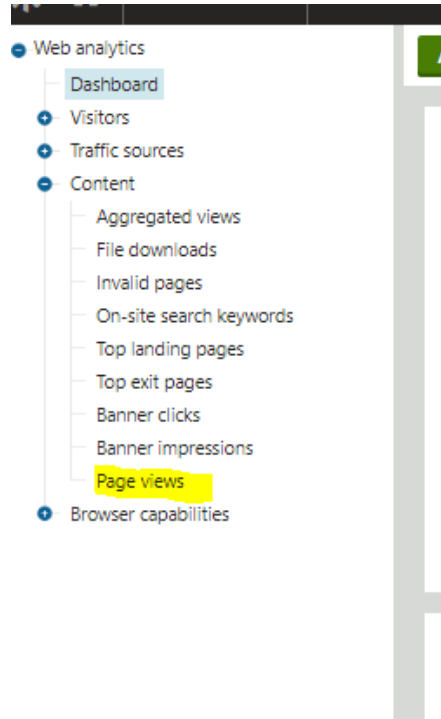 Web analytics
Dashboard
Visitors
Traffic sources
Content
Aggregated views
File downloads
Invalid pages
On-site search keywords
Top landing pages
Top exit pages
Banner clicks
Banner impressions
Page views
Browser capabilities